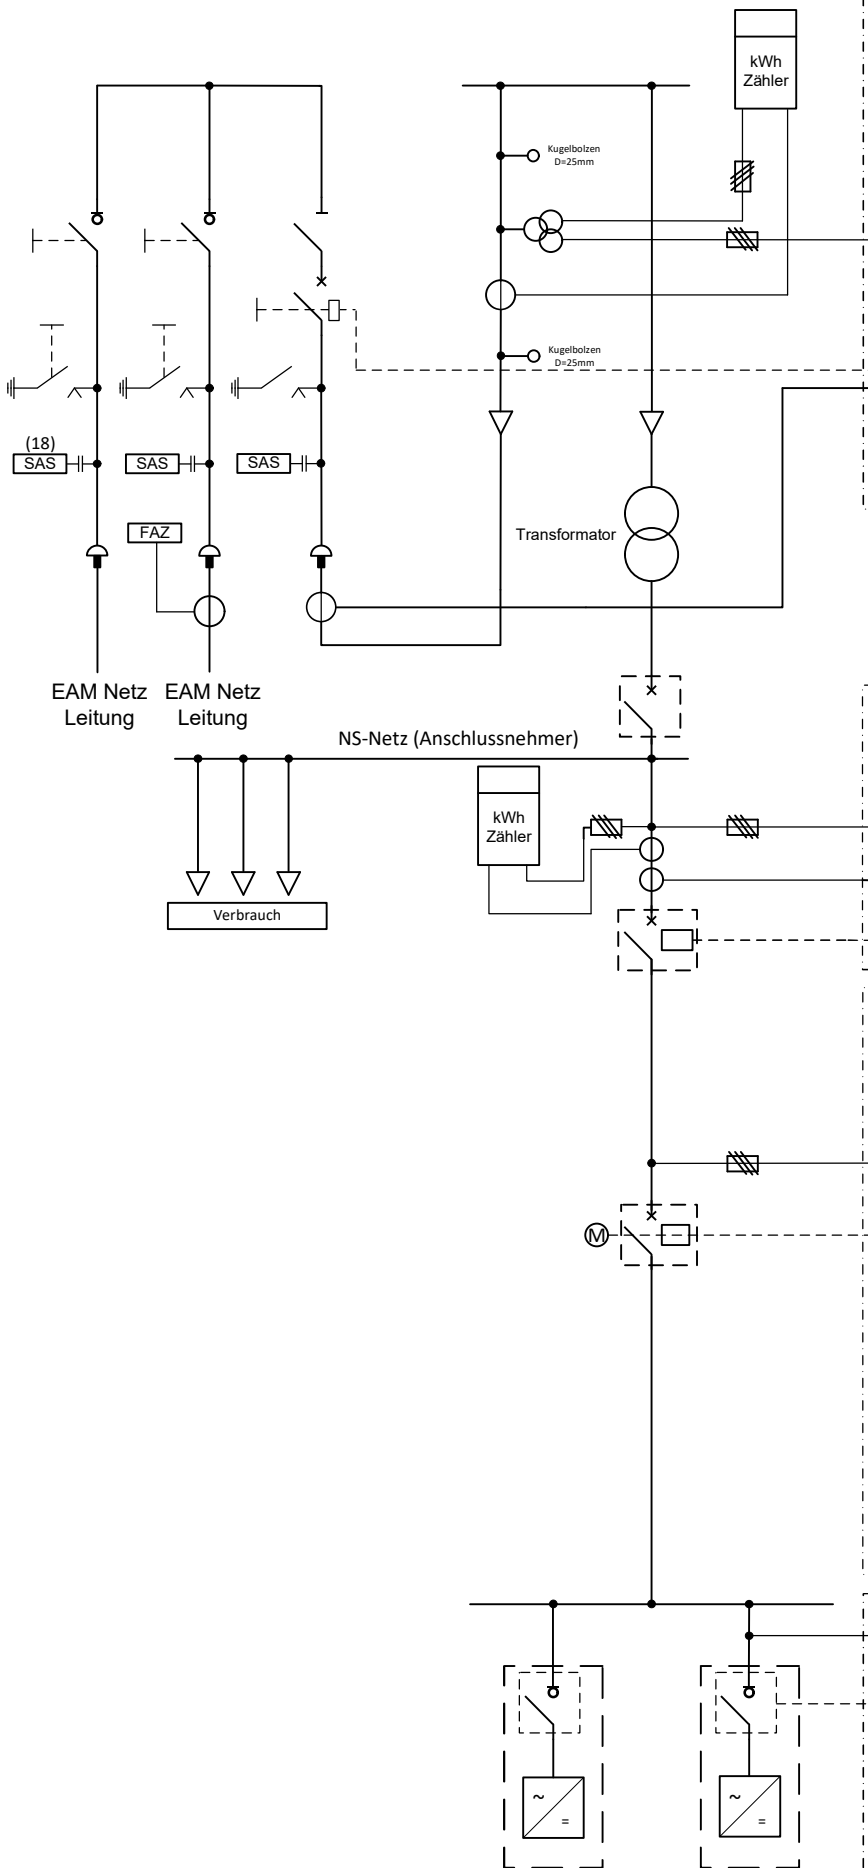 kWh
Zähler
Kugelbolzen
D=25mm
Kugelbolzen
D=25mm
(18)
SAS
SAS
SAS
FAZ
Transformator
EAM Netz
Leitung
EAM Netz
Leitung
NS-Netz (Anschlussnehmer)
kWh
Zähler
Verbrauch
M
~
=
~
=